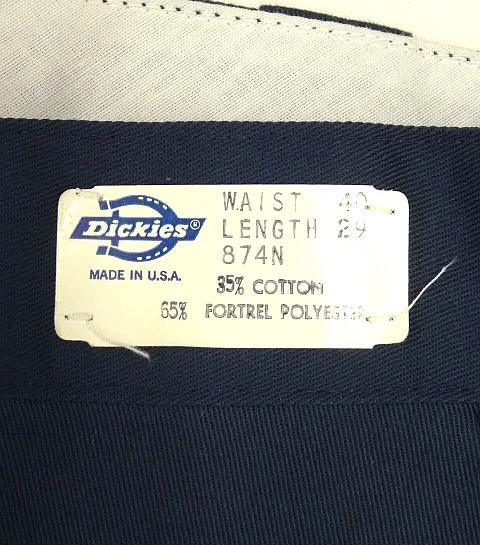 WAIST 40
LENGTH 29
Dickies®
874N
MADE IN U.S.A.
35% COTTON
65% FORTREL POLYESTER